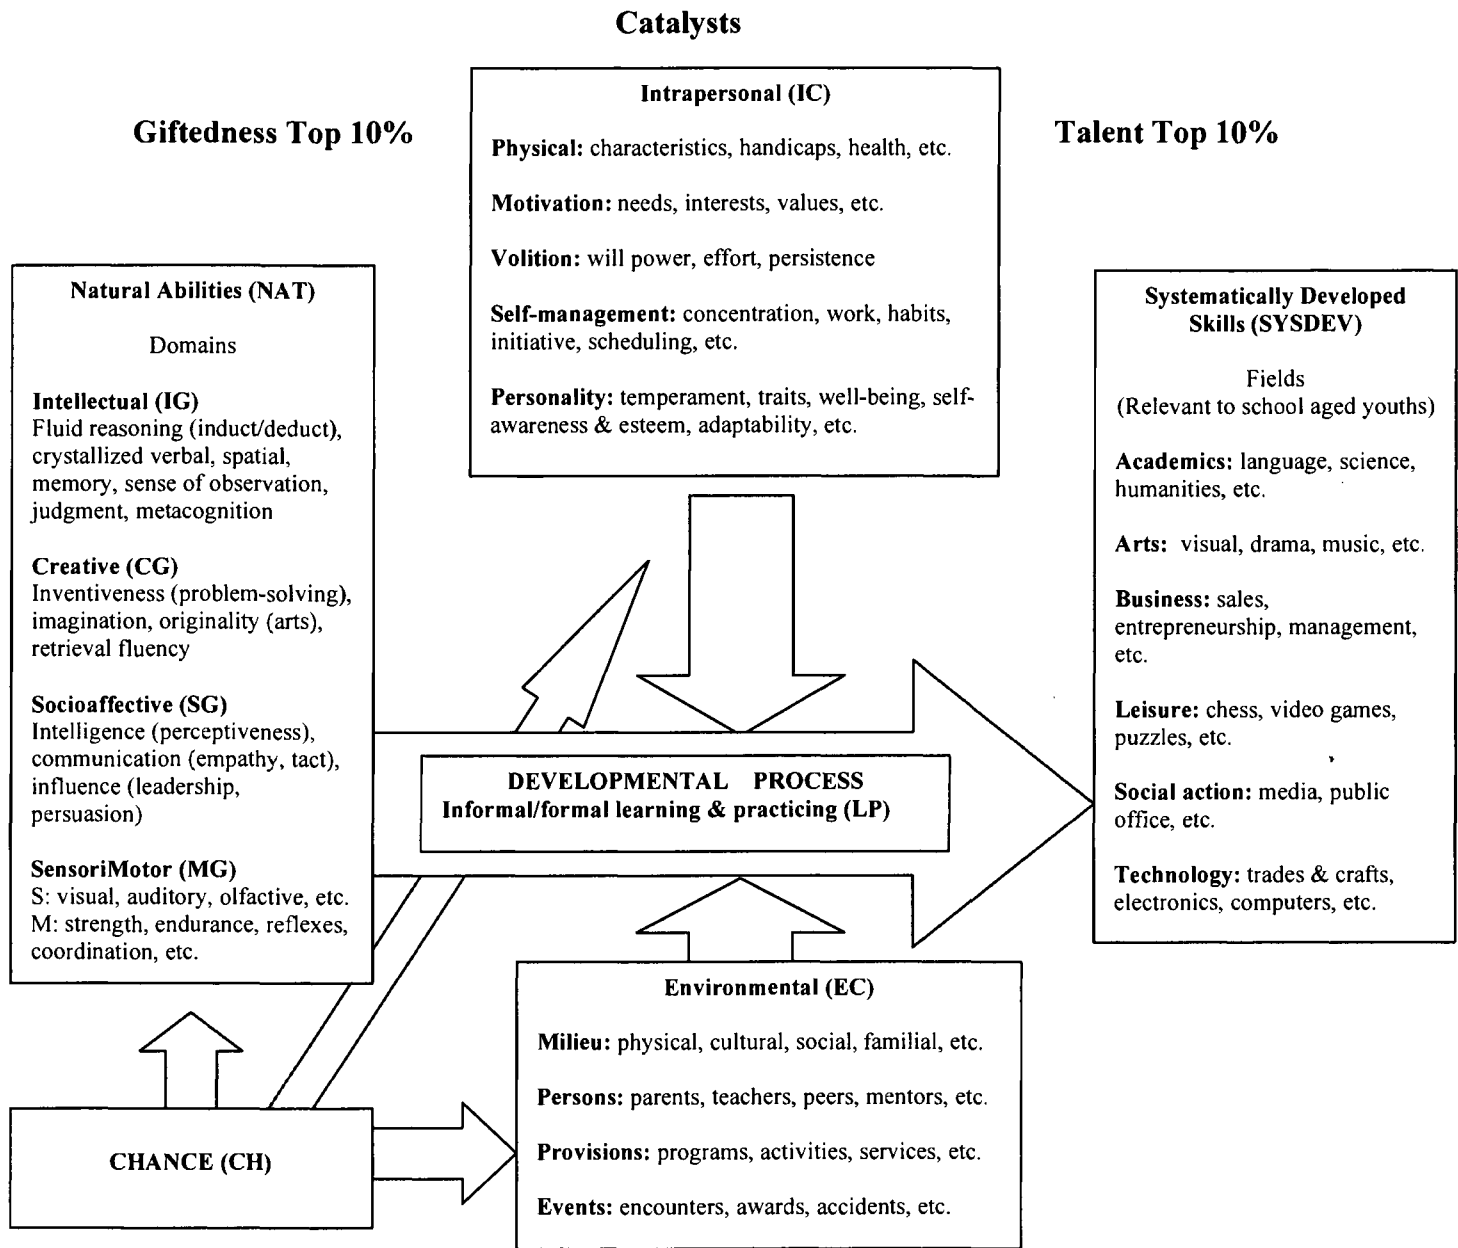 Catalysts
Giftedness Top 10%
Talent Top 10%
Intrapersonal (IC)
Physical: characteristics, handicaps, health, etc.
Motivation: needs, interests, values, etc.
Volition: will power, effort, persistence
Self-management: concentration, work, habits,
initiative, scheduling, etc.
Personality: temperament, traits, well-being, self-
awareness & esteem, adaptability, etc.
Natural Abilities (NAT)
Domains
Intellectual (IG)
Fluid reasoning (induct/deduct),
crystallized verbal, spatial,
memory, sense of observation,
judgment, metacognition
Creative (CG)
Inventiveness (problem-solving),
imagination, originality (arts),
retrieval fluency
Socioaffective (SG)
Intelligence (perceptiveness),
communication (empathy, tact),
influence (leadership,
persuasion)
SensoriMotor (MG)
S: visual, auditory, olfactive, etc.
M: strength, endurance, reflexes,
coordination, etc.
DEVELOPMENTAL PROCESS
Informal/formal learning & practicing (LP)
Systematically Developed
Skills (SYSDEV)
Fields
(Relevant to school aged youths)
Academics: language, science,
humanities, etc.
Arts: visual, drama, music, etc.
Business: sales,
entrepreneurship, management,
etc.
Leisure: chess, video games,
puzzles, etc.
Social action: media, public
office, etc.
Technology: trades & crafts,
electronics, computers, etc.
CHANCE (CH)
Environmental (EC)
Milieu: physical, cultural, social, familial, etc.
Persons: parents, teachers, peers, mentors, etc.
Provisions: programs, activities, services, etc.
Events: encounters, awards, accidents, etc.